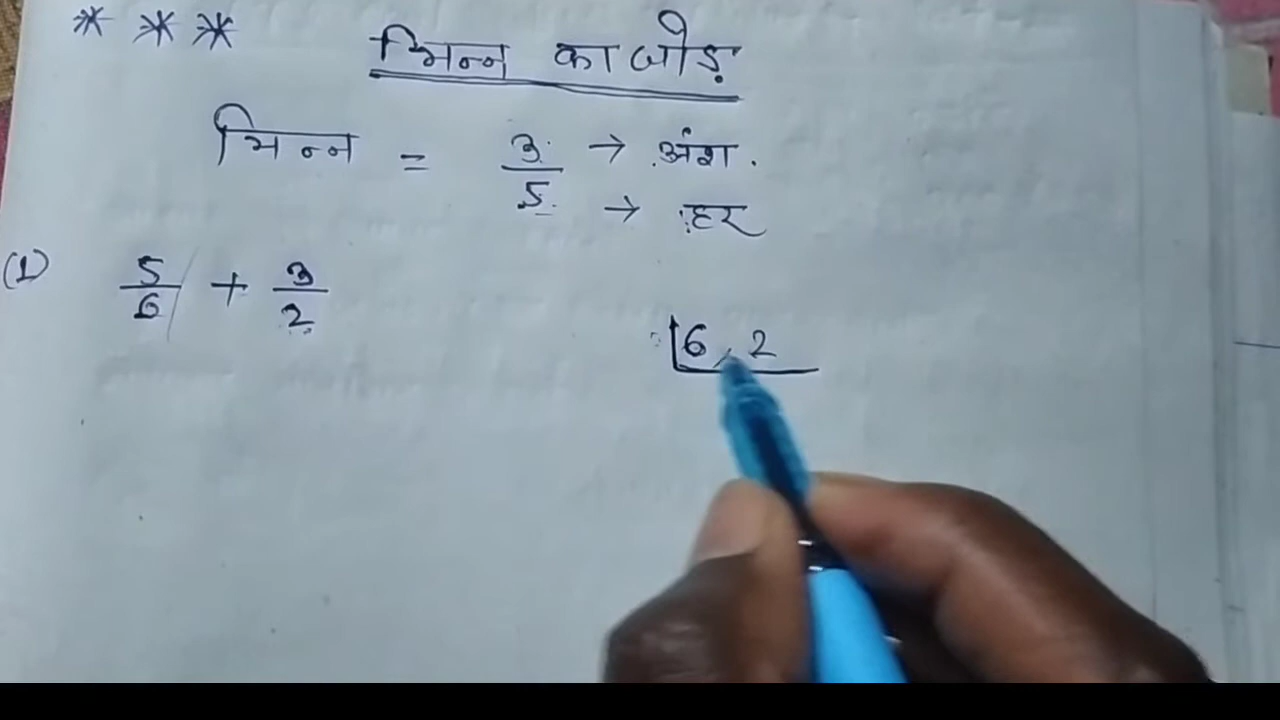 * * *
भिन्न का जोड़
भिन्न = 3/5 → अंश
→ हर
(1) 5/6 + 3/2
6, 2